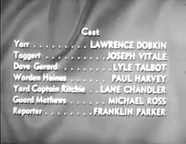 Cast
Yarr ........ LAWRENCE DOBKIN
Taggert ........ JOSEPH VITALE
Dave Gerard ........ LYLE TALBOT
Warden Haines ........ PAUL HARVEY
Yard Captain Ritchie .. LANE CHANDLER
Guard Mathews ........ MICHAEL ROSS
Reporter ........ FRANKLIN PARKER